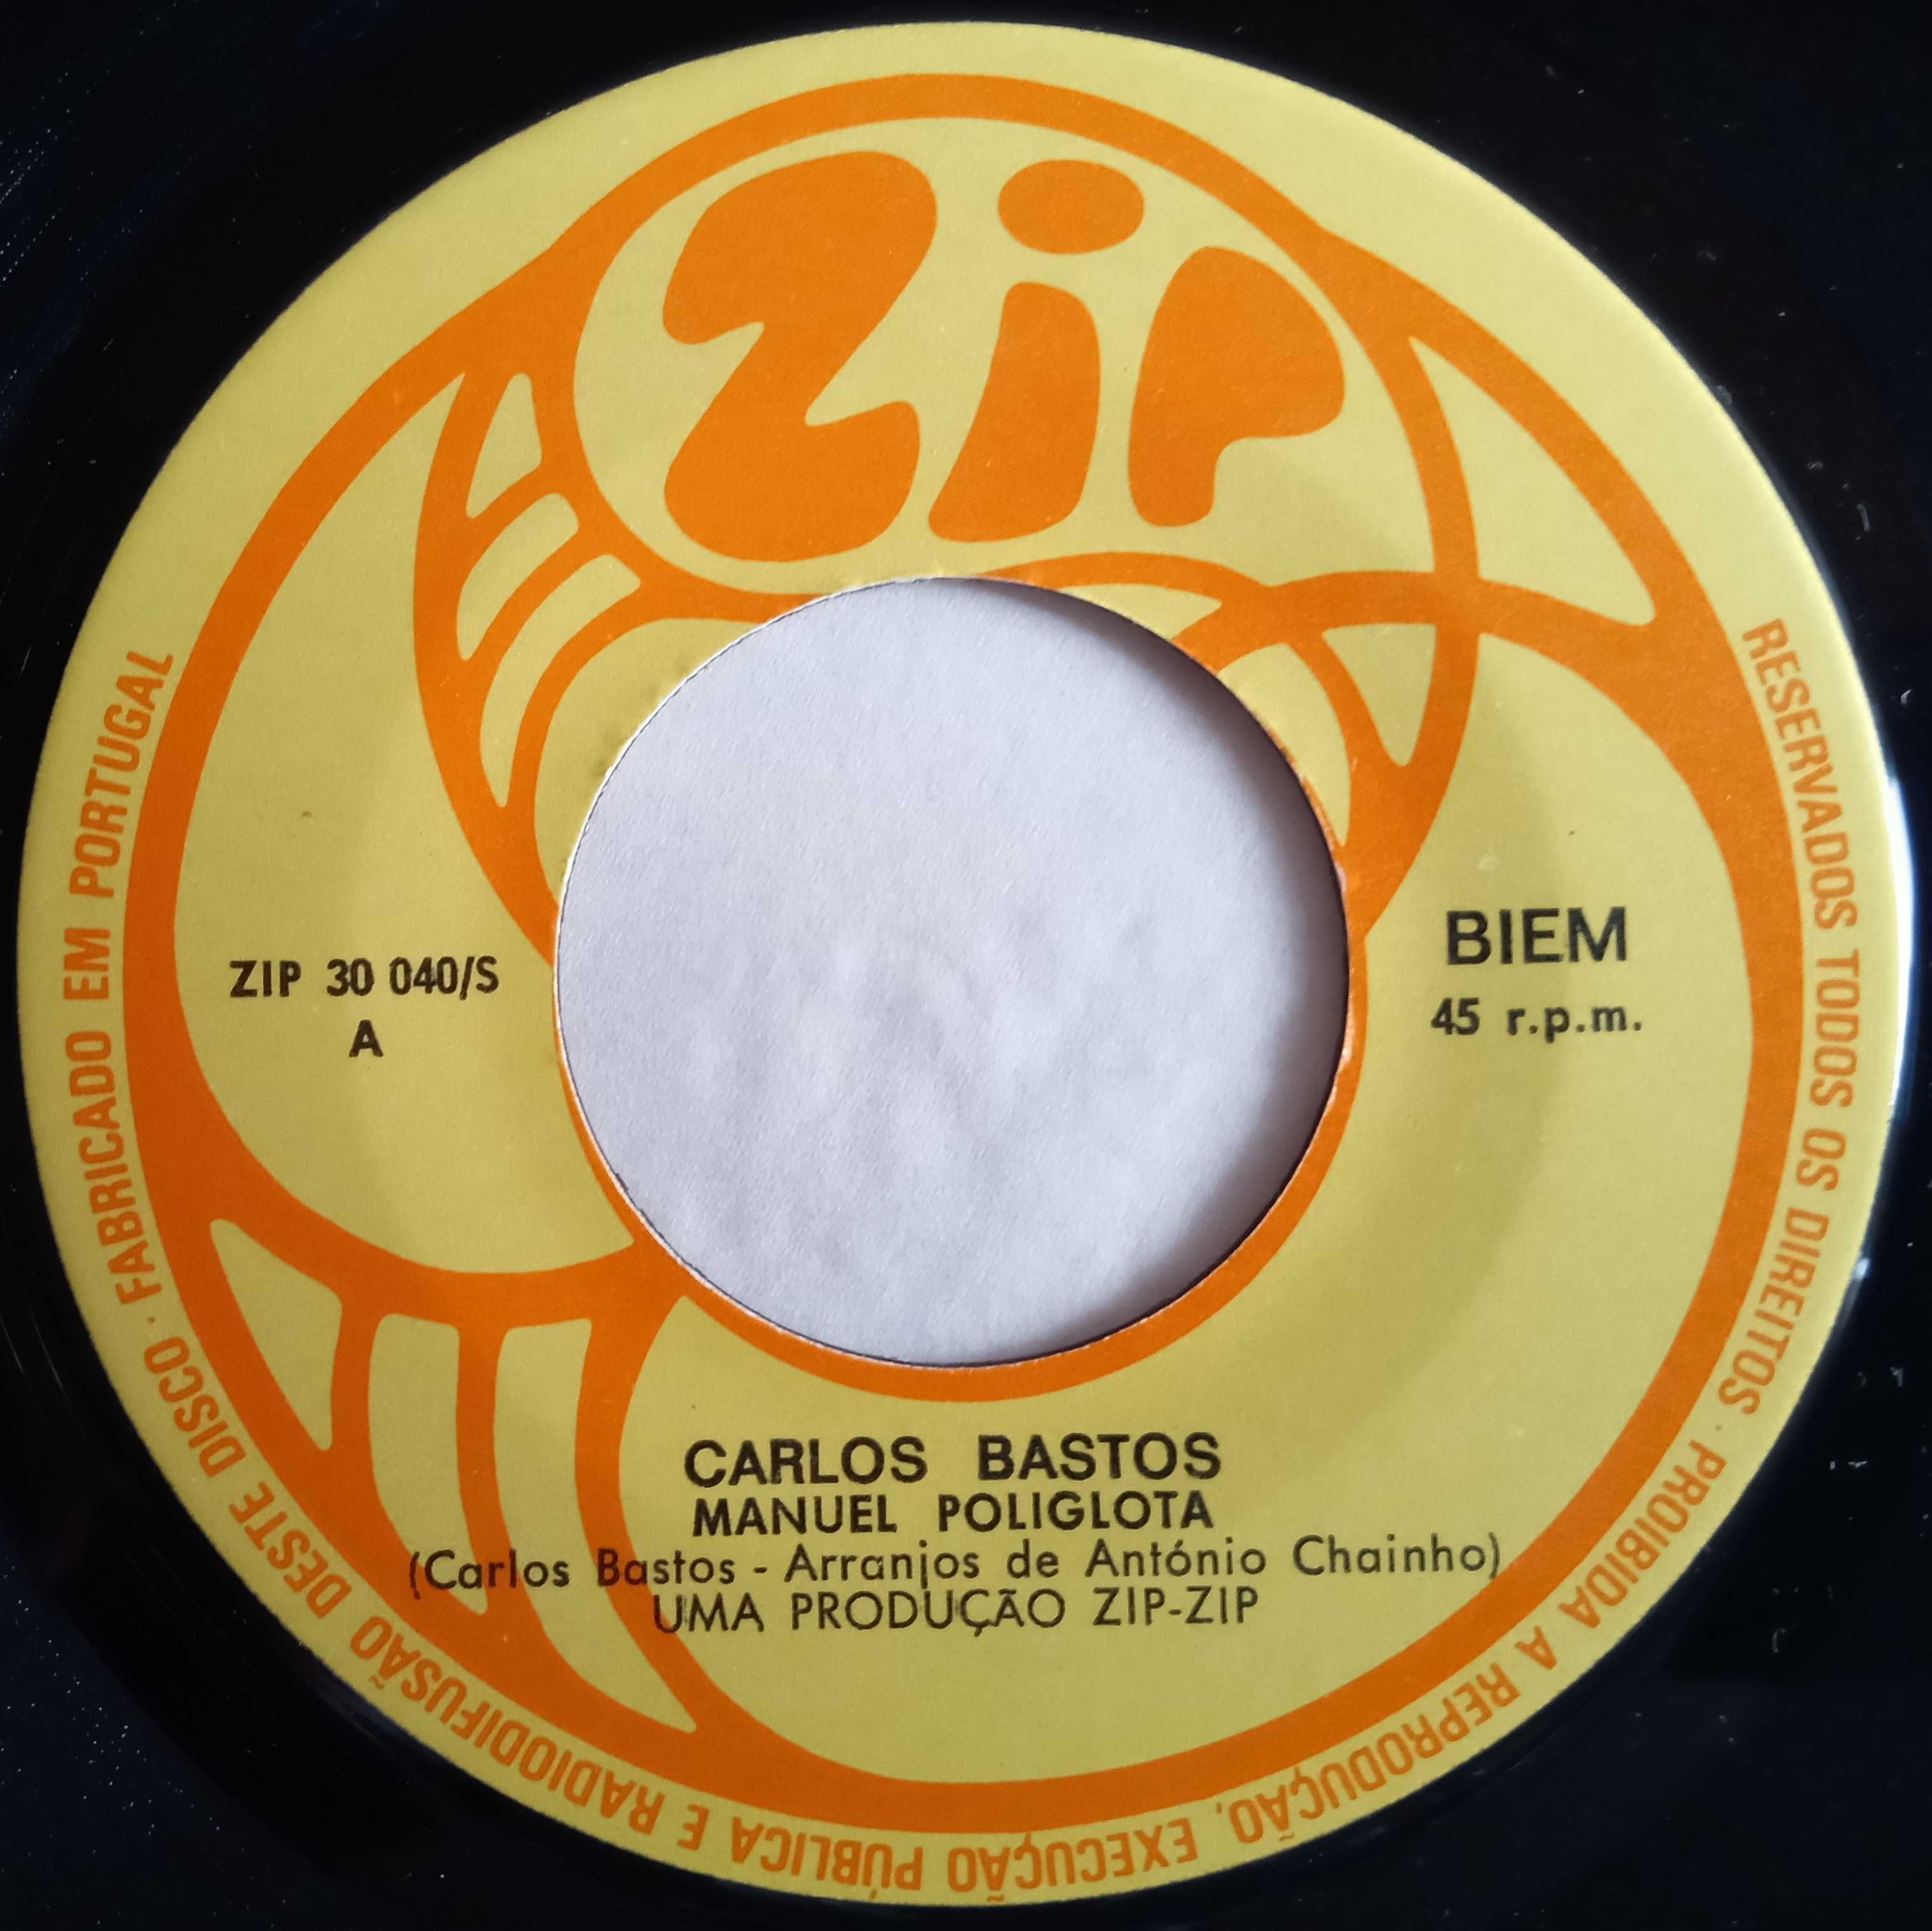 Zip
ZIP 30 040/S
A
BIEM
45 r.p.m.
CARLOS BASTOS
MANUEL POLIGLOTA
(Carlos Bastos - Arranjos de António Chainho)
UMA PRODUÇÃO ZIP-ZIP
RESERVADOS TODOS OS DIREITOS · PROIBIDA A REPRODUÇÃO, EXECUÇÃO PÚBLICA E RADIODIFUSÃO DESTE DISCO · FABRICADO EM PORTUGAL